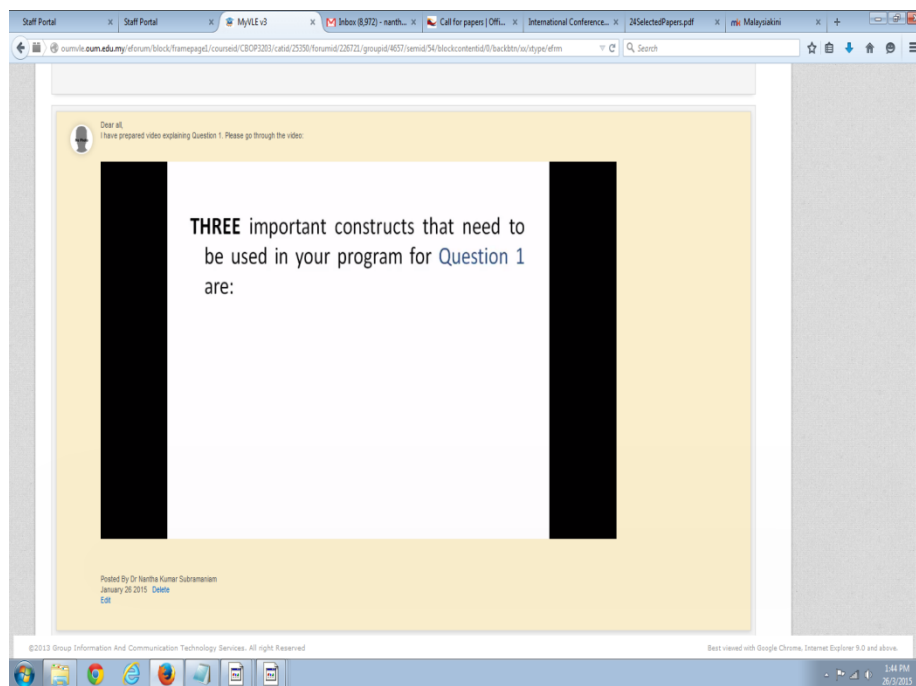 Staff Portal
Staff Portal
MyVLE v3
Inbox (8,972) - nanth...
Call for papers | Offi...
International Conference...
24SelectedPapers.pdf
Malaysiakini
oumvle.oum.edu.my/eforum/block/framepage1/courseid/CBOP3203/catid/25350/forumid/226721/groupid/4657/semid/54/blockcontentid/0/backbtn/xx/xtype/efrm
Search
Dear all,
I have prepared video explaining Question 1. Please go through the video:
THREE important constructs that need to
be used in your program for Question 1
are:
Posted By Dr Nantha Kumar Subramaniam
January 26 2015 Delete
Edit
©2013 Group Information And Communication Technology Services. All right Reserved
Best viewed with Google Chrome, Internet Explorer 9.0 and above.
1:44 PM
26/3/2015